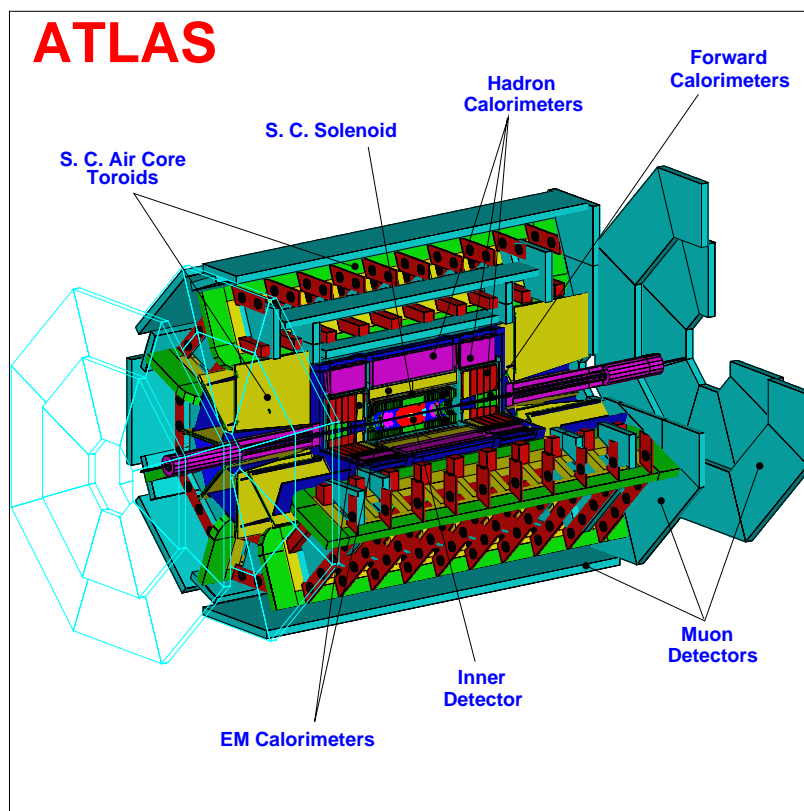 ATLAS
Forward
Calorimeters
Hadron
Calorimeters
S. C. Solenoid
S. C. Air Core
Toroids
Muon
Detectors
Inner
Detector
EM Calorimeters